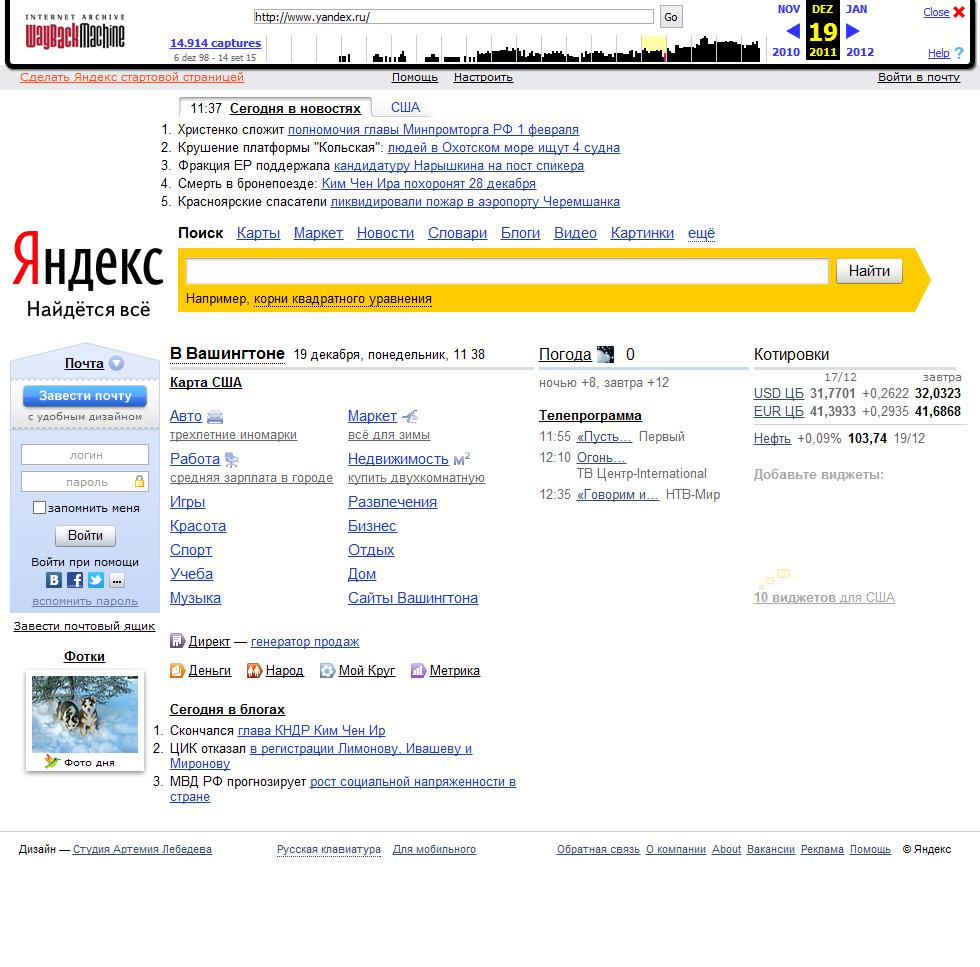 INTERNET ARCHIVE
WayBackMachine
http://www.yandex.ru/
Go
14.914 captures
6 dez 98 - 14 set 15
NOV DEZ JAN
19
2010 2011 2012
Close
Help ?
Сделать Яндекс стартовой страницей
Помощь Настроить
Войти в почту
11:37 Сегодня в новостях США
1. Христенко сложит полномочия главы Минпромторга РФ 1 февраля
2. Крушение платформы "Кольская": людей в Охотском море ищут 4 судна
3. Фракция ЕР поддержала кандидатуру Нарышкина на пост спикера
4. Смерть в бронепоезде: Ким Чен Ира похоронят 28 декабря
5. Красноярские спасатели ликвидировали пожар в аэропорту Черемшанка
Поиск Карты Маркет Новости Словари Блоги Видео Картинки ещё
Яндекс
Найдётся всё
Найти
Например, корни квадратного уравнения
Почта
Завести почту
с удобным дизайном
логин
пароль
запомнить меня
Войти
Войти при помощи
В f ...
вспомнить пароль
Завести почтовый ящик
Фотки
Фото дня
В Вашингтоне 19 декабря, понедельник, 11 38
Карта США
Авто
трехлетние иномарки
Работа
средняя зарплата в городе
Игры
Красота
Спорт
Учеба
Музыка
Маркет
всё для зимы
Недвижимость м²
купить двухкомнатную
Развлечения
Бизнес
Отдых
Дом
Сайты Вашингтона
Директ — генератор продаж
Деньги Народ Мой Круг Метрика
Сегодня в блогах
1. Скончался глава КНДР Ким Чен Ир
2. ЦИК отказал в регистрации Лимонову, Ивашеву и
Миронову
3. МВД РФ прогнозирует рост социальной напряженности в
стране
Погода 0
ночью +8, завтра +12
Телепрограмма
11:55 «Пусть... Первый
12:10 Огонь...
ТВ Центр-International
12:35 «Говорим и... НТВ-Мир
Котировки
17/12 завтра
USD ЦБ 31,7701 +0,2622 32,0323
EUR ЦБ 41,3933 +0,2935 41,6868
Нефть +0,09% 103,74 19/12
Добавьте виджеты:
10 виджетов для США
Дизайн — Студия Артемия Лебедева
Русская клавиатура Для мобильного
Обратная связь О компании About Вакансии Реклама Помощь © Яндекс